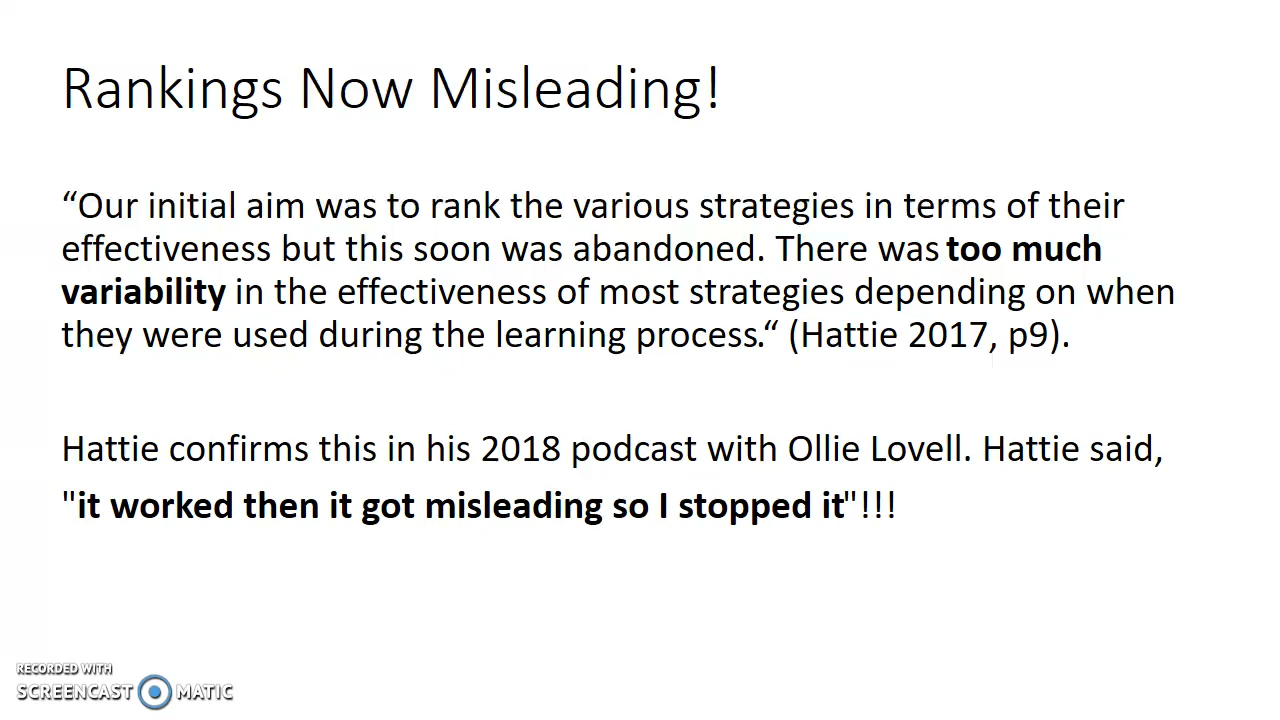 Rankings Now Misleading!
“Our initial aim was to rank the various strategies in terms of their
effectiveness but this soon was abandoned. There was too much
variability in the effectiveness of most strategies depending on when
they were used during the learning process.“ (Hattie 2017, p9).
Hattie confirms this in his 2018 podcast with Ollie Lovell. Hattie said,
"it worked then it got misleading so I stopped it"!!!
RECORDED WITH
SCREENCAST MATIC